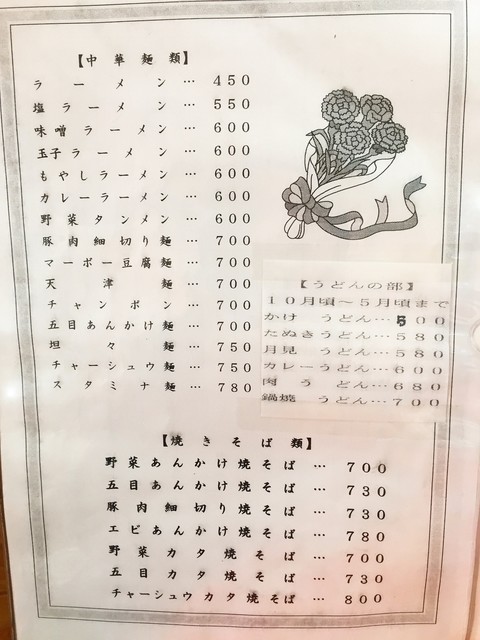 【中華麺類】
ラーメン … 450
塩ラーメン … 550
味噌ラーメン … 600
玉子ラーメン … 600
もやしラーメン … 600
カレーラーメン … 600
野菜タンメン … 600
豚肉細切り麺 … 700
マーボー豆腐麺 … 700
天津麺 … 700
チャンポン … 700
五目あんかけ麺 … 700
坦々麺 … 750
チャーシュウ麺 … 750
スタミナ麺 … 780
【うどんの部】
10月頃～5月頃まで
かけうどん…500
たぬきうどん…580
月見うどん…580
カレーうどん…600
肉うどん…680
鍋焼うどん…700
【焼きそば類】
野菜あんかけ焼そば … 700
五目あんかけ焼そば … 730
豚肉細切り焼そば … 730
エビあんかけ焼そば … 780
野菜カタ焼そば … 700
五目カタ焼そば … 730
チャーシュウカタ焼そば … 800